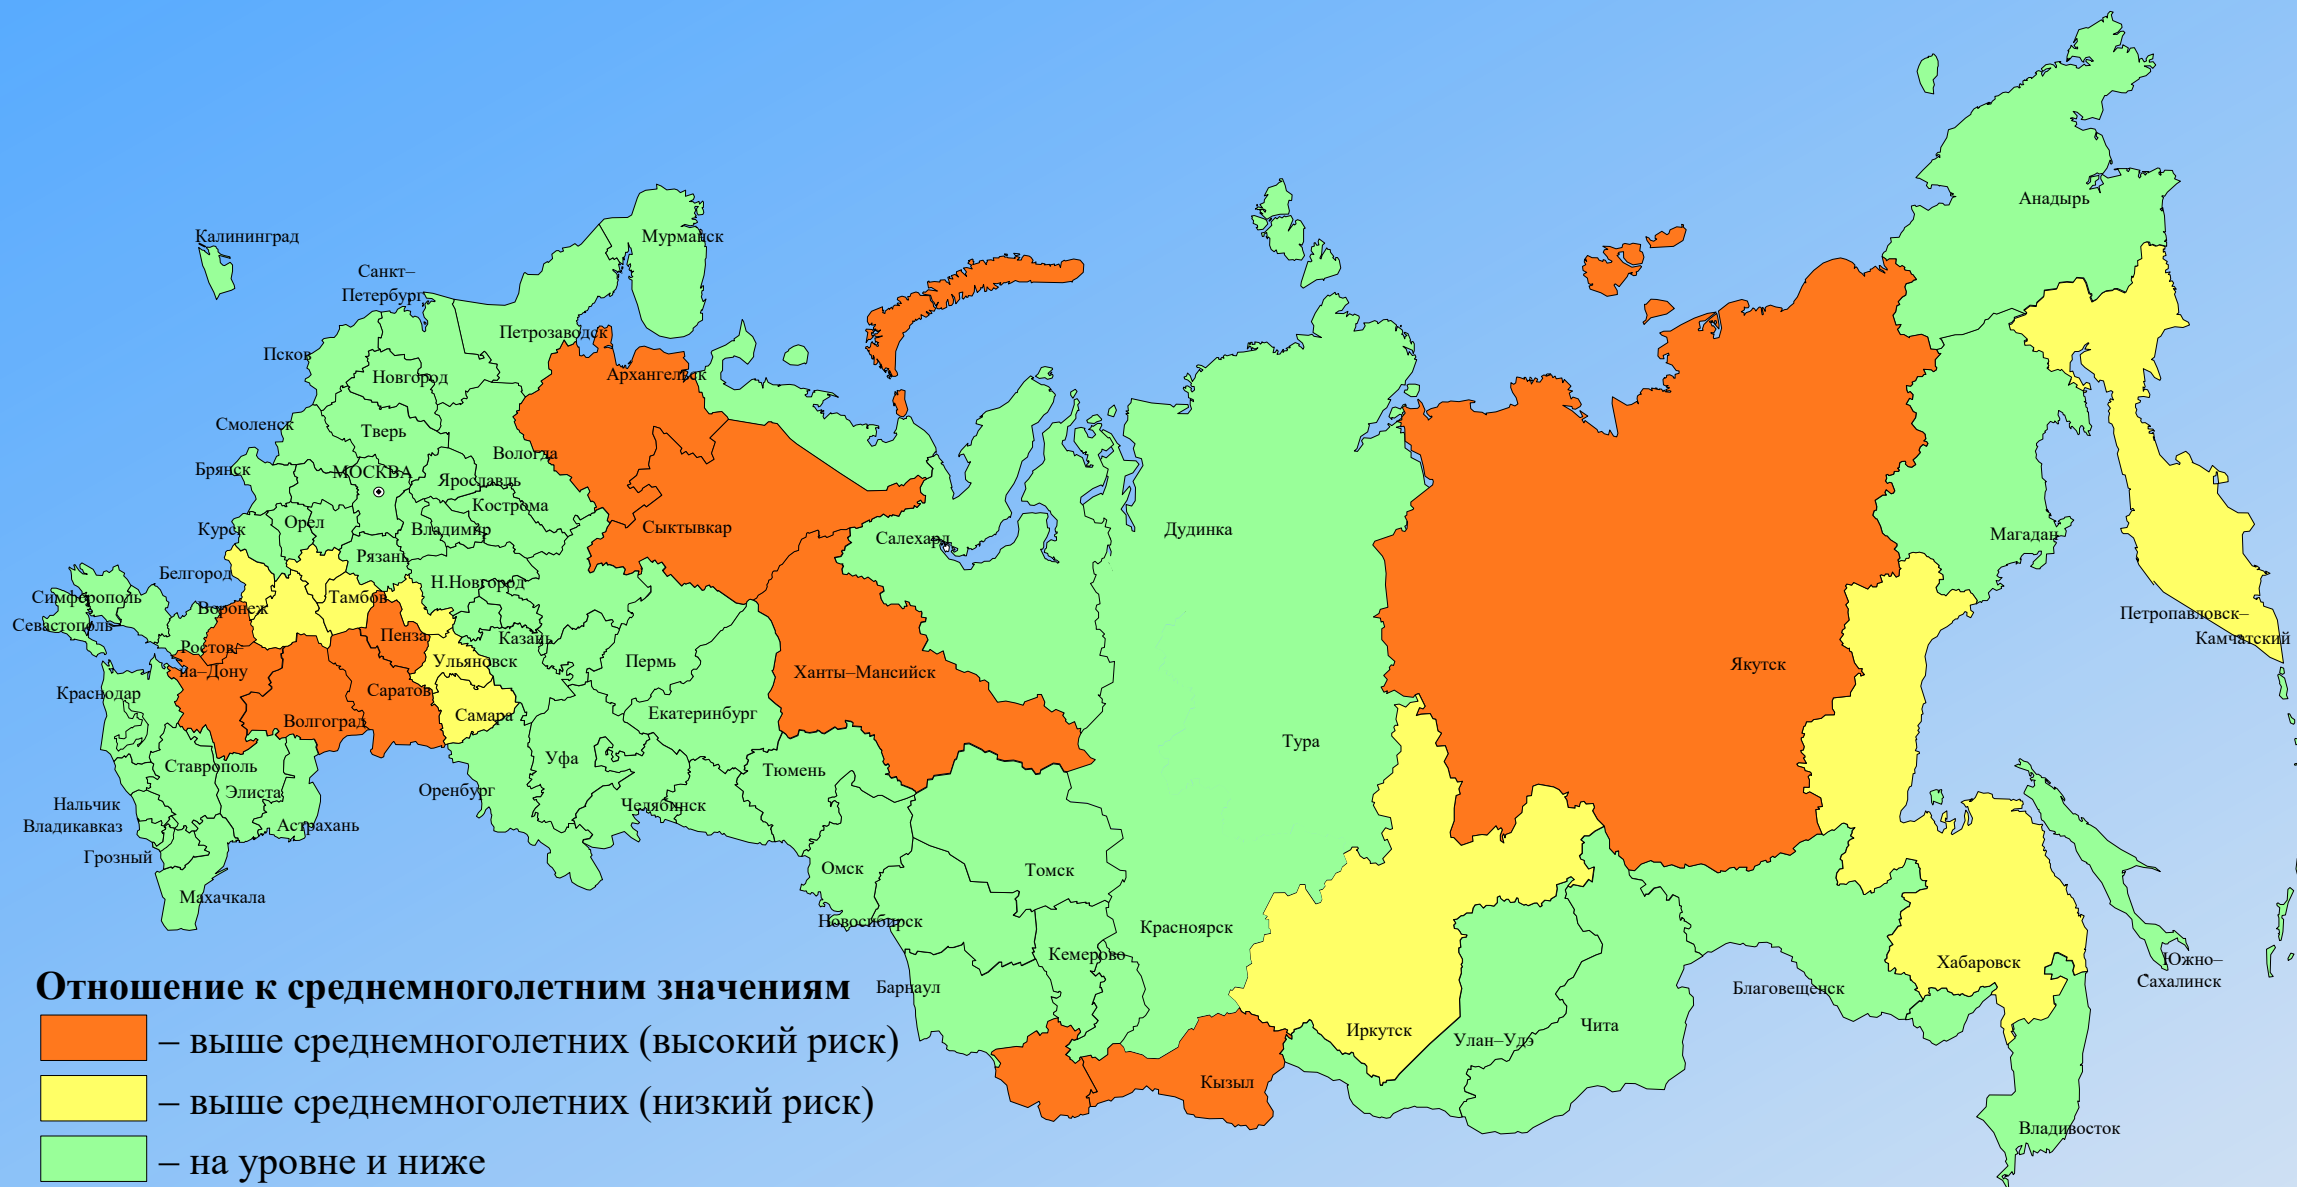 Анадырь
Калининград
Мурманск
Санкт–
Петербург
Петрозаводск
Псков
Архангельск
Новгород
Смоленск
Тверь
Вологда
Брянск
МОСКВА
Ярославль
Кострома
Курск
Орел
Владимир
Сыктывкар
Салехард
Дудинка
Магадан
Рязань
Белгород
Н.Новгород
Симферополь
Воронеж
Тамбов
Севастополь
Петропавловск–
Камчатский
Ростов–
на–Дону
Пенза
Казань
Ульяновск
Пермь
Ханты–Мансийск
Якутск
Краснодар
Саратов
Волгоград
Самара
Екатеринбург
Тура
Ставрополь
Уфа
Тюмень
Элиста
Оренбург
Челябинск
Нальчик
Владикавказ
Астрахань
Грозный
Омск
Томск
Махачкала
Новосибирск
Красноярск
Кемерово
Хабаровск
Южно–
Сахалинск
Барнаул
Благовещенск
Иркутск
Улан–Удэ
Чита
Кызыл
Владивосток
Отношение к среднемноголетним значениям
– выше среднемноголетних (высокий риск)
– выше среднемноголетних (низкий риск)
– на уровне и ниже